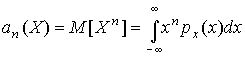 a_n(X) = M[X^n] = ∫_{-∞}^{∞} x^n p_x(x)dx